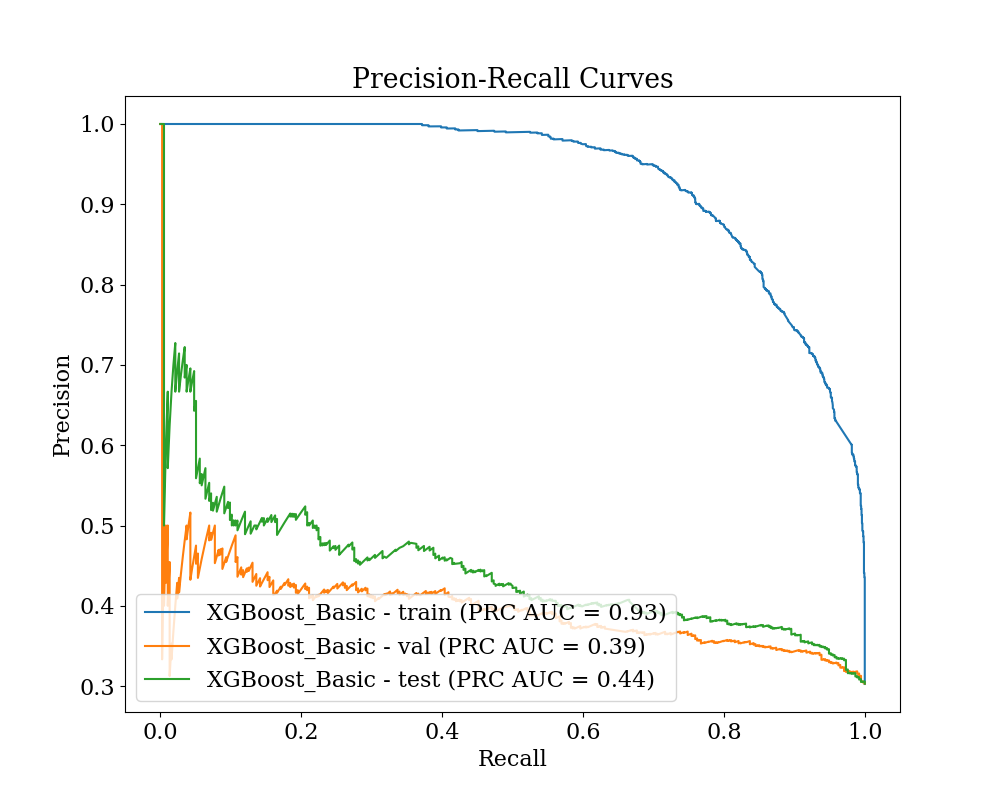 Precision-Recall Curves
1.0
0.9
0.8
0.7
0.6
0.5
0.4
0.3
Precision
XGBoost_Basic - train (PRC AUC = 0.93)
XGBoost_Basic - val (PRC AUC = 0.39)
XGBoost_Basic - test (PRC AUC = 0.44)
0.0 0.2 0.4 0.6 0.8 1.0
Recall